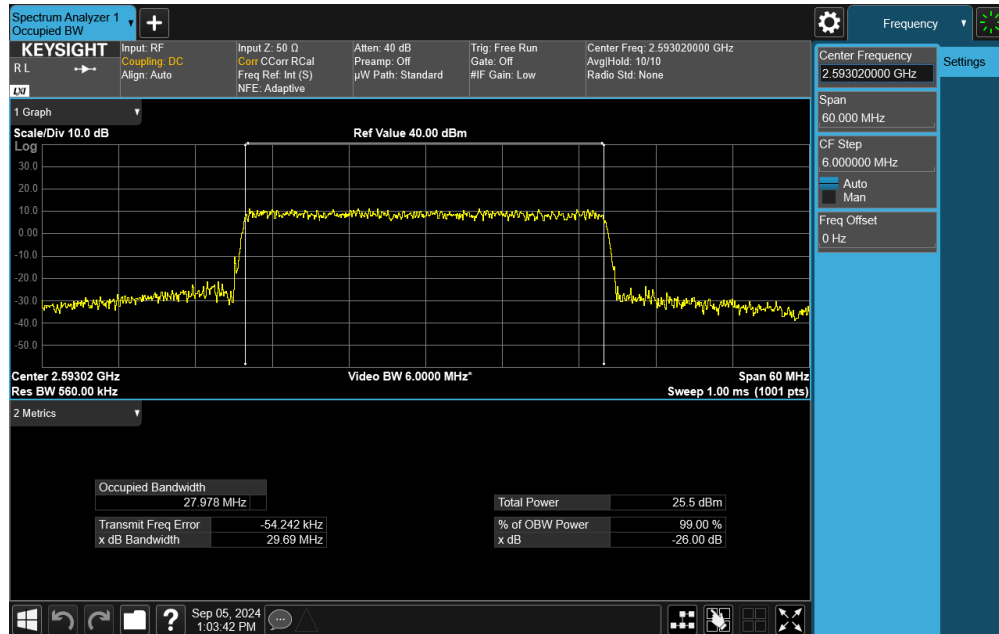 Spectrum Analyzer 1
Occupied BW
Frequency
KEYSIGHT
RL
LXI
Input: RF
Coupling: DC
Align: Auto
Input Z: 50 Ω
Corr CCorr RCal
Freq Ref: Int (S)
NFE: Adaptive
Atten: 40 dB
Preamp: Off
µW Path: Standard
Trig: Free Run
Gate: Off
#IF Gain: Low
Center Freq: 2.593020000 GHz
Avg|Hold: 10/10
Radio Std: None
Center Frequency
2.593020000 GHz
Settings
Span
60.000 MHz
CF Step
6.000000 MHz
Auto
Man
Freq Offset
0 Hz
1 Graph
Scale/Div 10.0 dB
Ref Value 40.00 dBm
Log
30.0
20.0
10.0
0.00
-10.0
-20.0
-30.0
-40.0
-50.0
Center 2.59302 GHz
Video BW 6.0000 MHz*
Span 60 MHz
Res BW 560.00 kHz
Sweep 1.00 ms (1001 pts)
2 Metrics
Occupied Bandwidth
27.978 MHz
Transmit Freq Error -54.242 kHz
x dB Bandwidth 29.69 MHz
Total Power 25.5 dBm
% of OBW Power 99.00 %
x dB -26.00 dB
?
Sep 05, 2024
1:03:42 PM